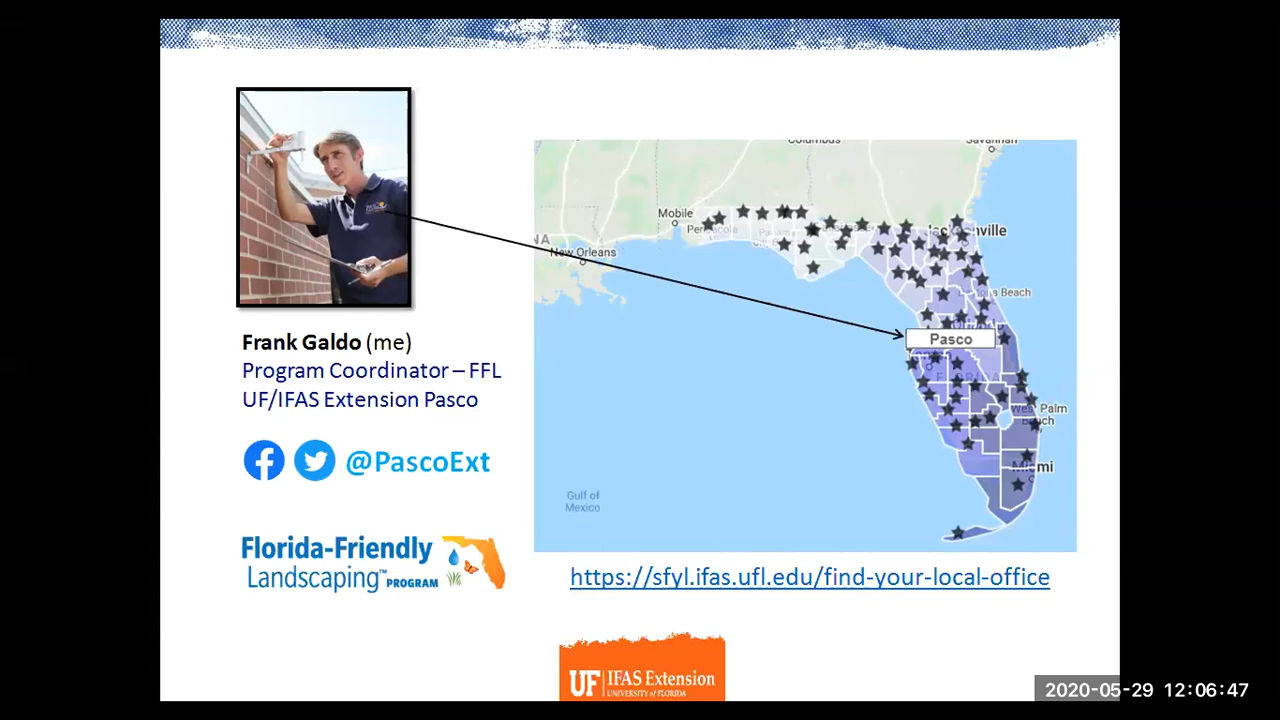 Frank Galdo (me)
Program Coordinator – FFL
UF/IFAS Extension Pasco
@PascoExt
Florida-Friendly
Landscaping™ PROGRAM
Columbus
Savannah
Mobile
Pensacola
Jacksonville
New Orleans
Beach
Pasco
FLORIDA
West Palm
Beach
Miami
Gulf of
Mexico
https://sfyl.ifas.ufl.edu/find-your-local-office
UF IFAS Extension
UNIVERSITY of FLORIDA
2020-05-29 12:06:47